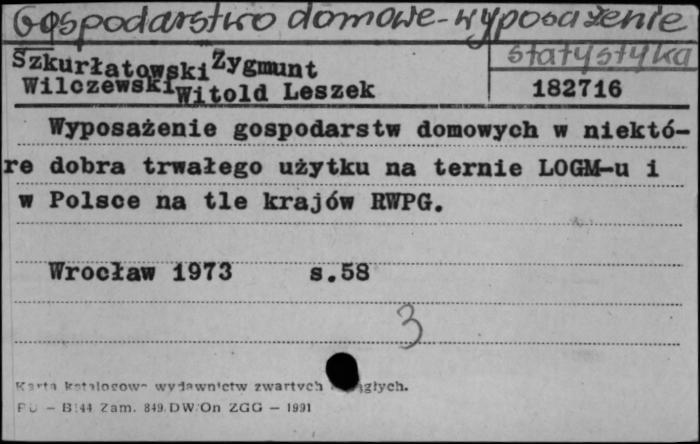 Gospodarstwo domowe - wyposażenie
statystyka
Szkurłatowski Zygmunt
Wilczewski Witold Leszek
182716
Wyposażenie gospodarstw domowych w niektó-
re dobra trwałego użytku na ternie LOGM-u i
w Polsce na tle krajów RWPG.
Wrocław 1973 s.58
3
Karta katalogowa wydawnictw zwartych
PU - B/44 Zam. 849 DW/On ZGG - 1991